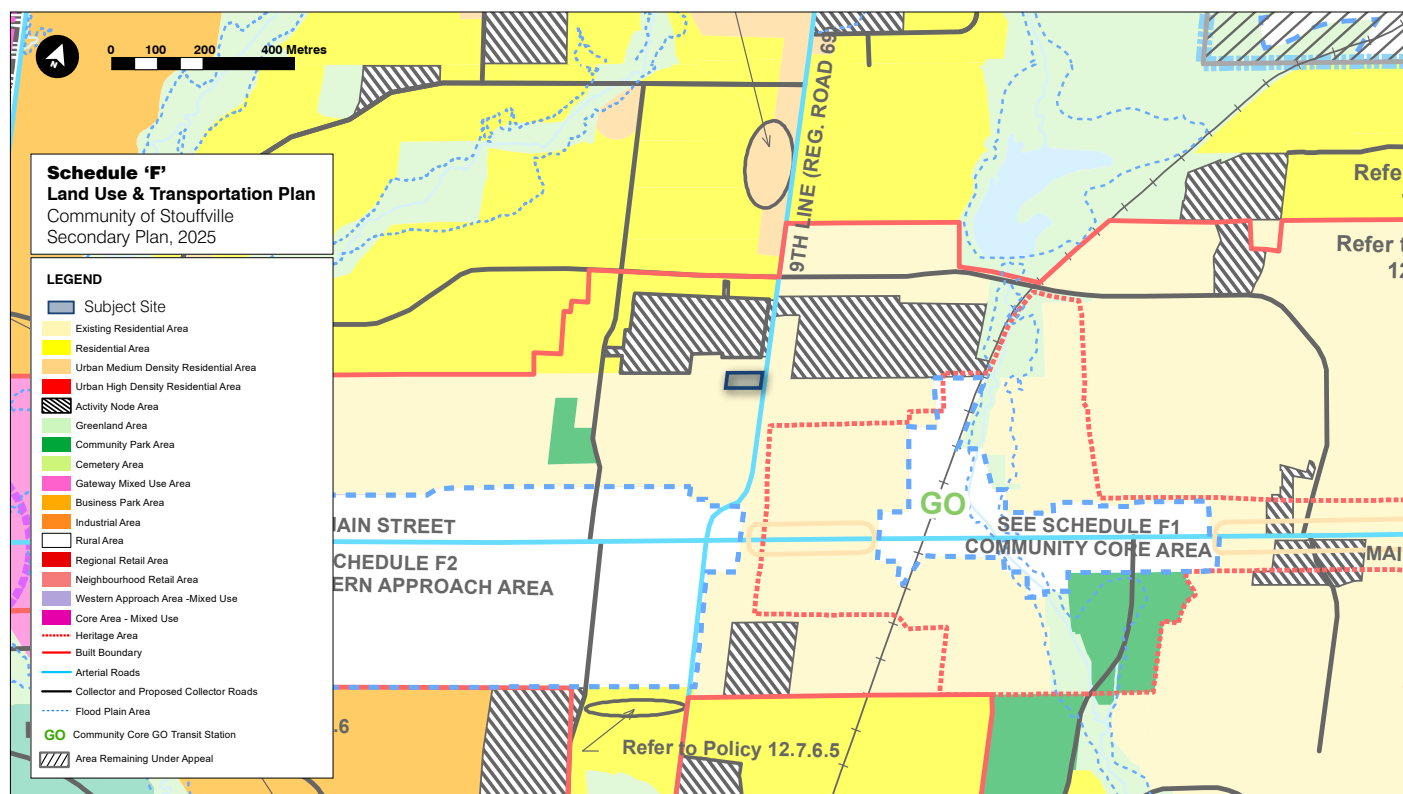 0 100 200 400 Metres
N
Schedule ‘F’
Land Use & Transportation Plan
Community of Stouffville
Secondary Plan, 2025
LEGEND
Subject Site
Existing Residential Area
Residential Area
Urban Medium Density Residential Area
Urban High Density Residential Area
Activity Node Area
Greenland Area
Community Park Area
Cemetery Area
Gateway Mixed Use Area
Business Park Area
Industrial Area
Rural Area
Regional Retail Area
Neighbourhood Retail Area
Western Approach Area -Mixed Use
Core Area - Mixed Use
Heritage Area
Built Boundary
Arterial Roads
Collector and Proposed Collector Roads
Flood Plain Area
GO Community Core GO Transit Station
Area Remaining Under Appeal
9TH LINE (REG. ROAD 69)
Refe
Refer t
12
AIN STREET
CHEDULE F2
ERN APPROACH AREA
GO
SEE SCHEDULE F1
COMMUNITY CORE AREA
MAI
.6
Refer to Policy 12.7.6.5